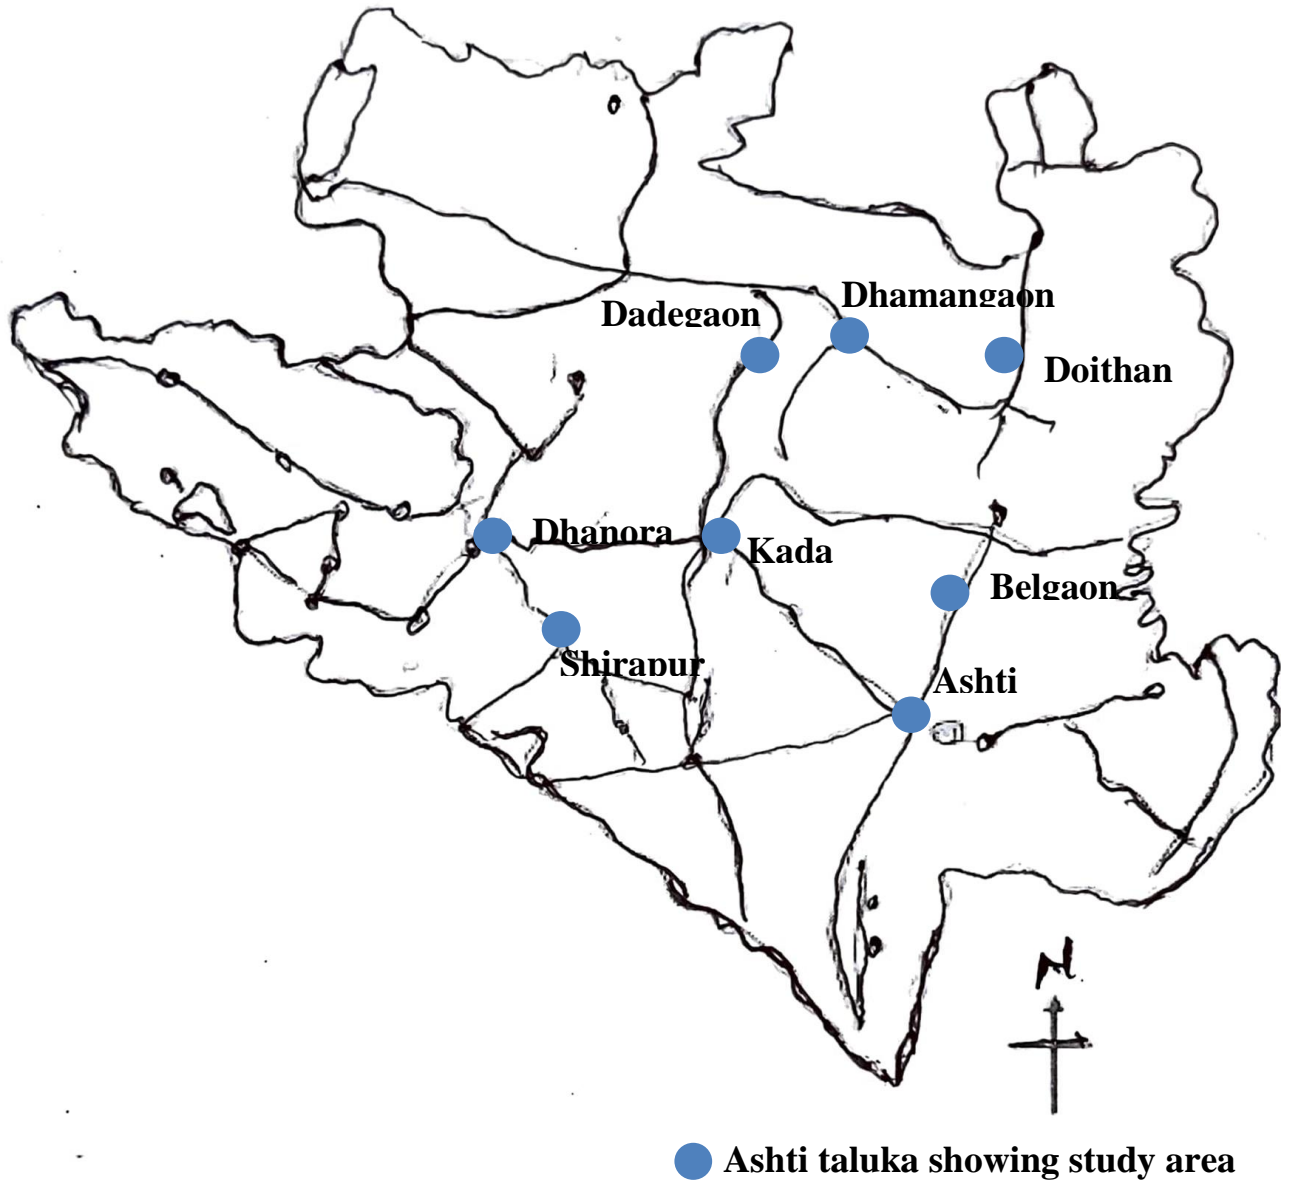 Dhamangaon
Dadegaon
Doithan
Dhanora
Kada
Belgaon
Shirapur
Ashti
N
Ashti taluka showing study area